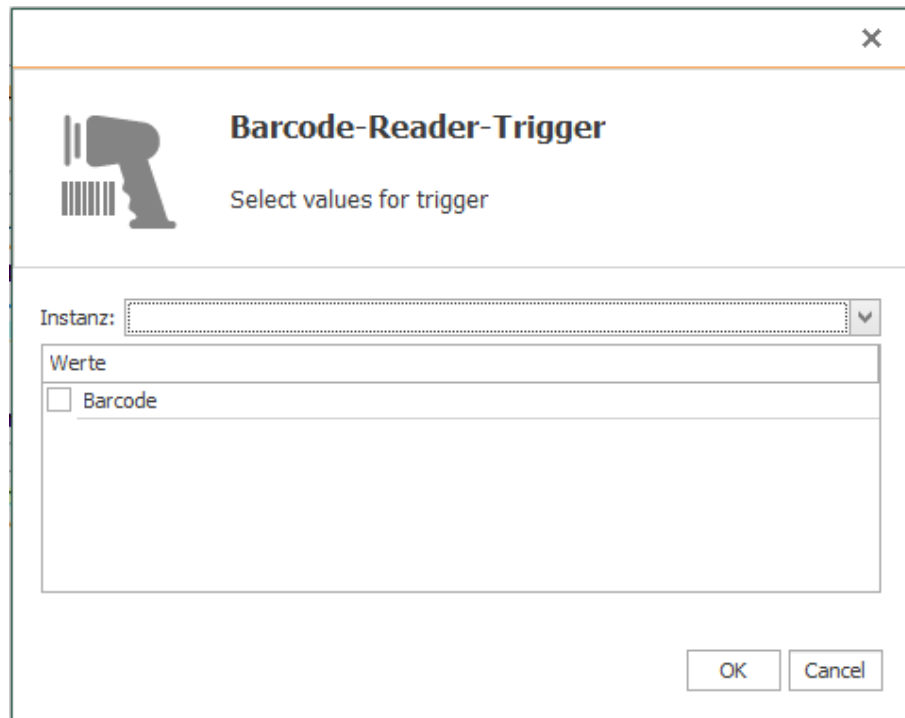 Barcode-Reader-Trigger
Select values for trigger
Instanz:
Werte
Barcode
OK Cancel